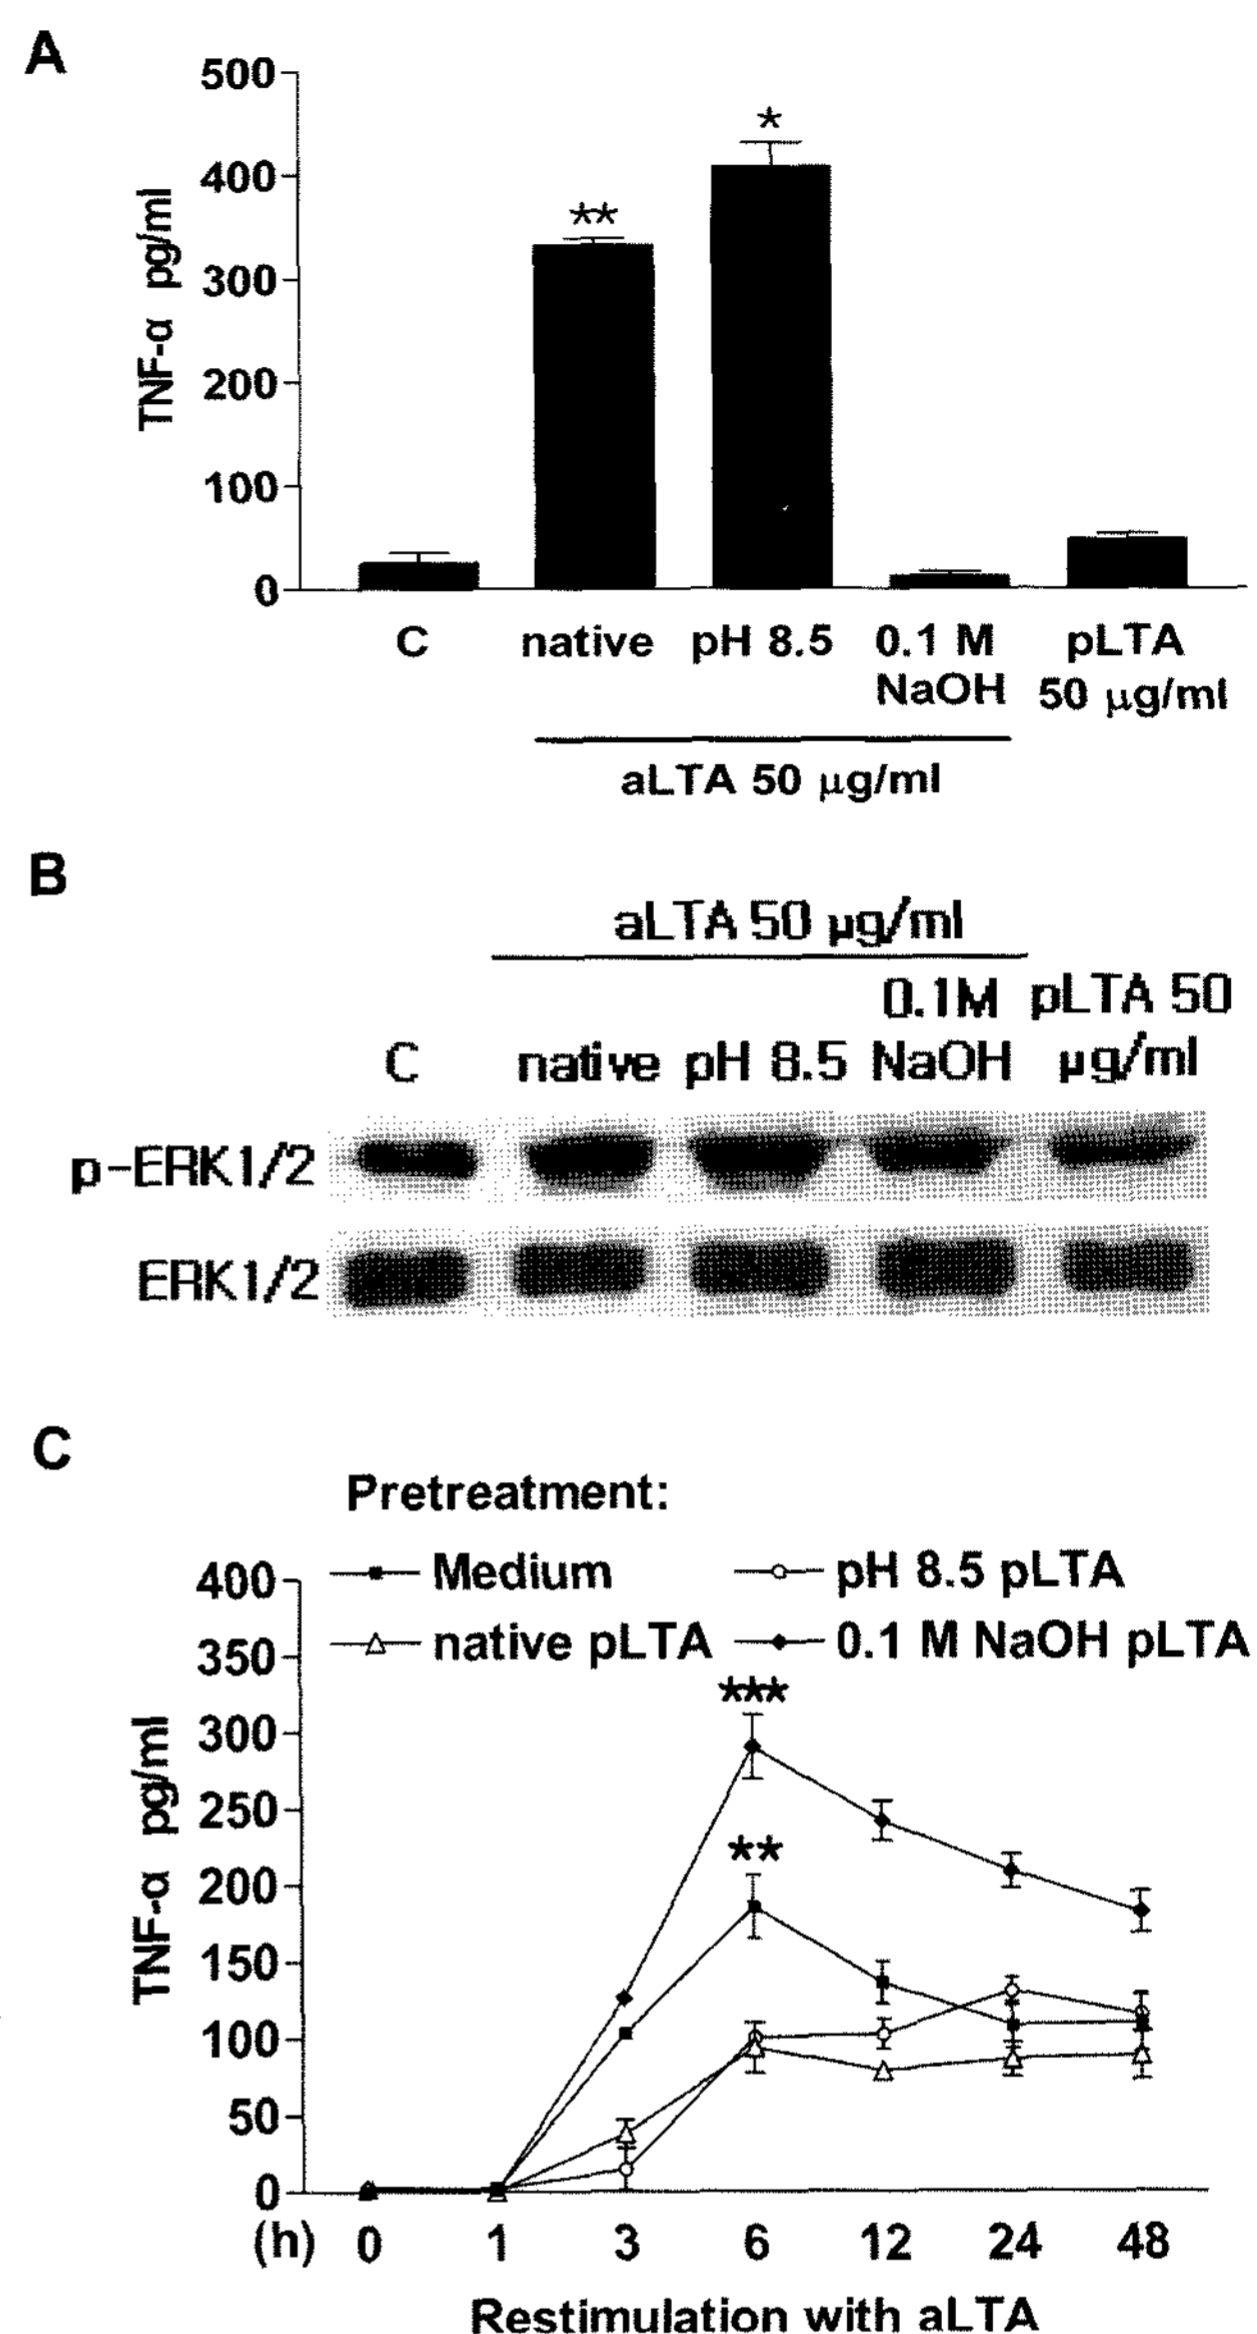 A
500
400
300
200
100
0
TNF-α pg/ml
*
**
C
native
pH 8.5
0.1 M
NaOH
pLTA
50 μg/ml
aLTA 50 μg/ml
B
aLTA 50 μg/ml
C
native
pH 8.5
0.1M
NaOH
pLTA 50
μg/ml
p-ERK1/2
ERK1/2
C
Pretreatment:
Medium
pH 8.5 pLTA
native pLTA
0.1 M NaOH pLTA
400
350
300
250
200
150
100
50
0
TNF-α pg/ml
***
**
(h) 0 1 3 6 12 24 48
Restimulation with aLTA